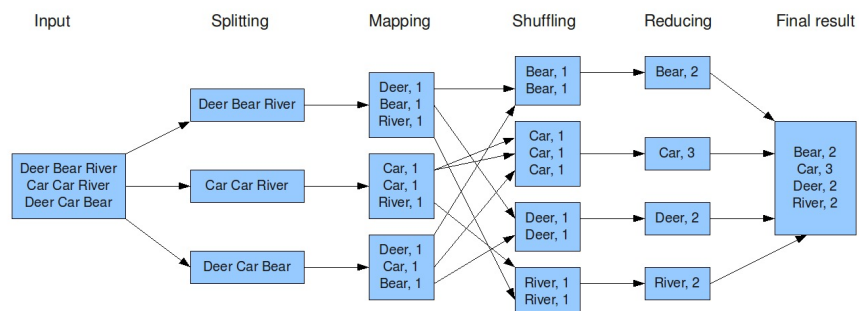 Input
Splitting
Mapping
Shuffling
Reducing
Final result
Deer Bear River
Car Car River
Deer Car Bear
Deer Bear River
Car Car River
Deer Car Bear
Deer, 1
Bear, 1
River, 1
Car, 1
Car, 1
River, 1
Deer, 1
Car, 1
Bear, 1
Bear, 1
Bear, 1
Car, 1
Car, 1
Car, 1
Deer, 1
Deer, 1
River, 1
River, 1
Bear, 2
Car, 3
Deer, 2
River, 2
Bear, 2
Car, 3
Deer, 2
River, 2